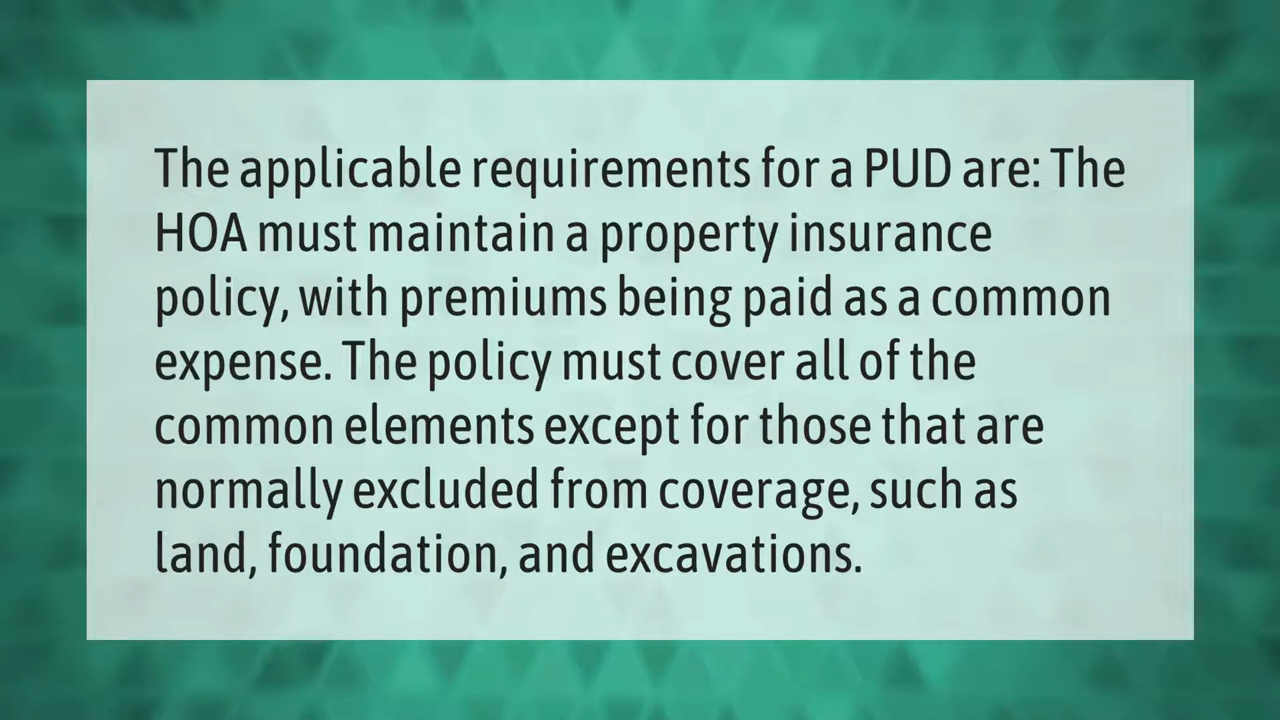 The applicable requirements for a PUD are: The
HOA must maintain a property insurance
policy, with premiums being paid as a common
expense. The policy must cover all of the
common elements except for those that are
normally excluded from coverage, such as
land, foundation, and excavations.